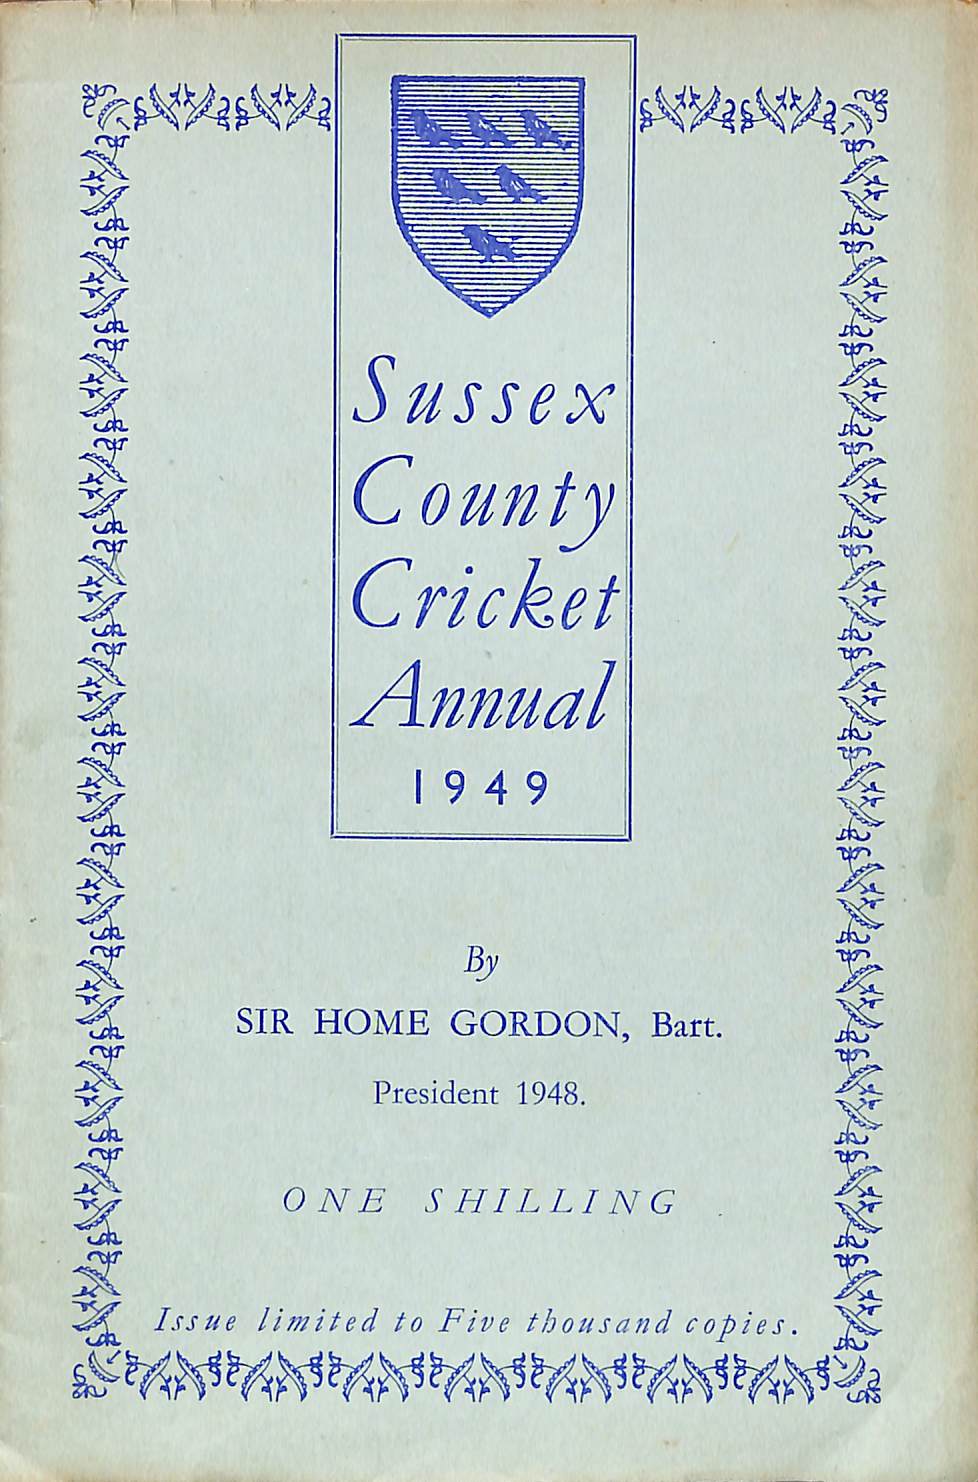 Sussex
County
Cricket
Annual
1949
By
SIR HOME GORDON, Bart.
President 1948.
ONE SHILLING
Issue limited to Five thousand copies.